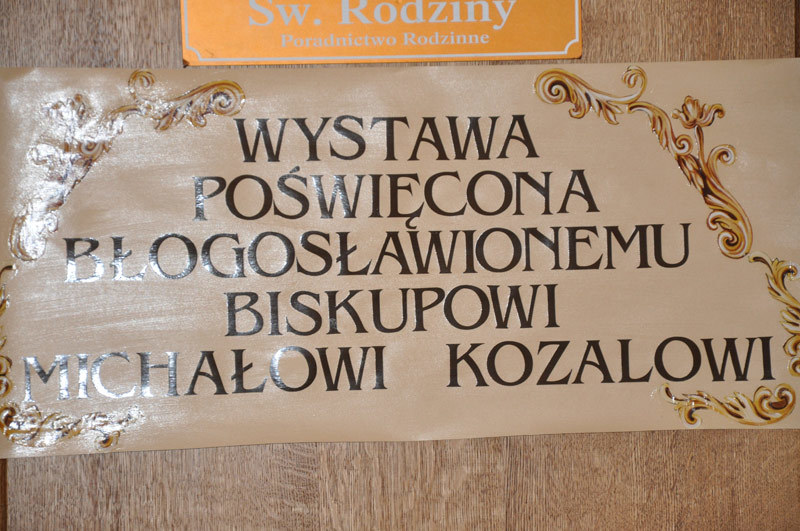 Św. Rodziny
Poradnictwo Rodzinne
WYSTAWA
POŚWIĘCONA
BŁOGOSŁAWIONEMU
BISKUPOWI
MICHAŁOWI KOZALOWI